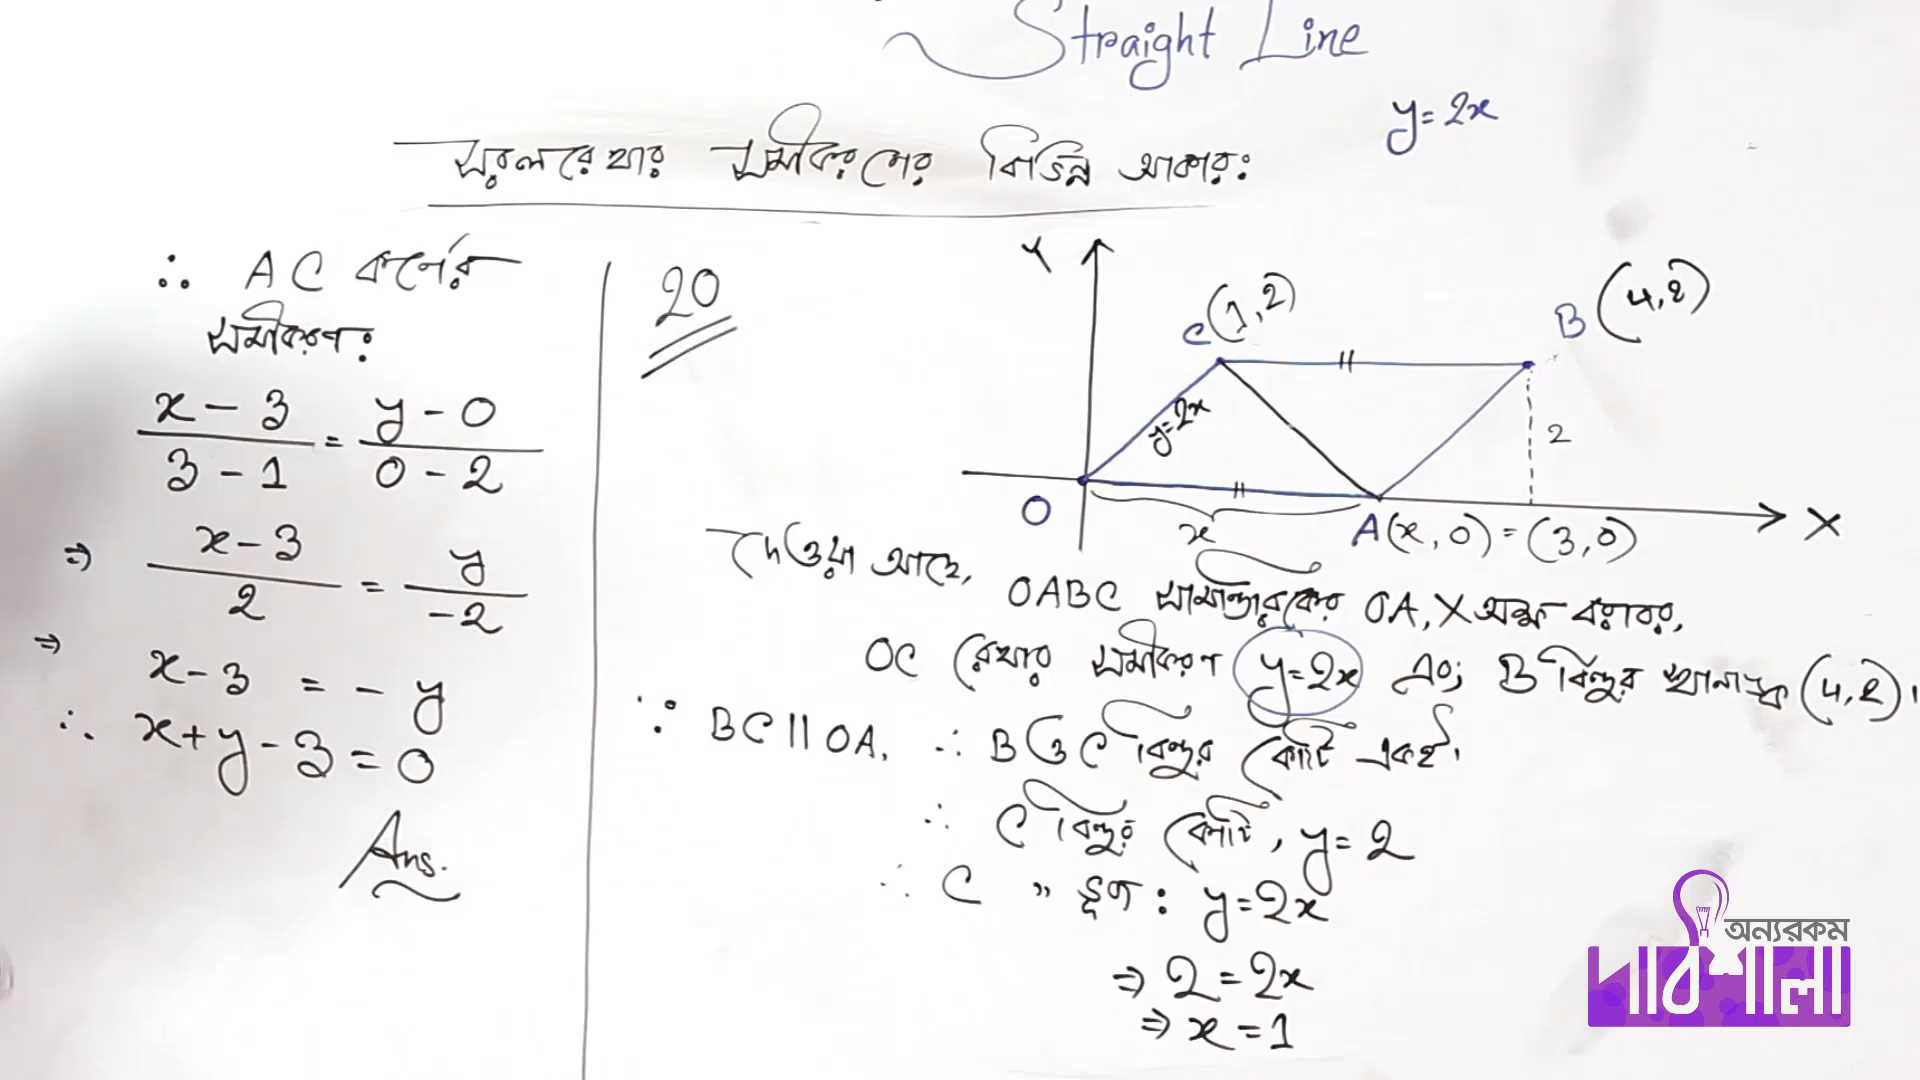 Straight Line
y=2x
সরলরেখার সমীকরণের বিভিন্ন আকার:
∴ AC কর্ণের
সমীকরণ:
x-3/3-1 = y-0/0-2
⇒ x-3/2 = y/-2
⇒ x-3 = -y
∴ x+y-3=0
Ans.
20
Y
C(1,2)
B(4,2)
y=2x
2
O
x
A(x,0)=(3,0)
X
দেওয়া আছে,
OABC সামান্তরিকের OA, X অক্ষ বরাবর,
OC রেখার সমীকরণ y=2x এবং B বিন্দুর স্থানাঙ্ক (4,2)।
∵ BC||OA, ∴ B ও C বিন্দুর কোটি একই।
∴ C বিন্দুর কোটি, y=2
∴ C " ভুজ: y=2x
⇒ 2=2x
⇒ x=1
অন্যরকম
পাঠশালা